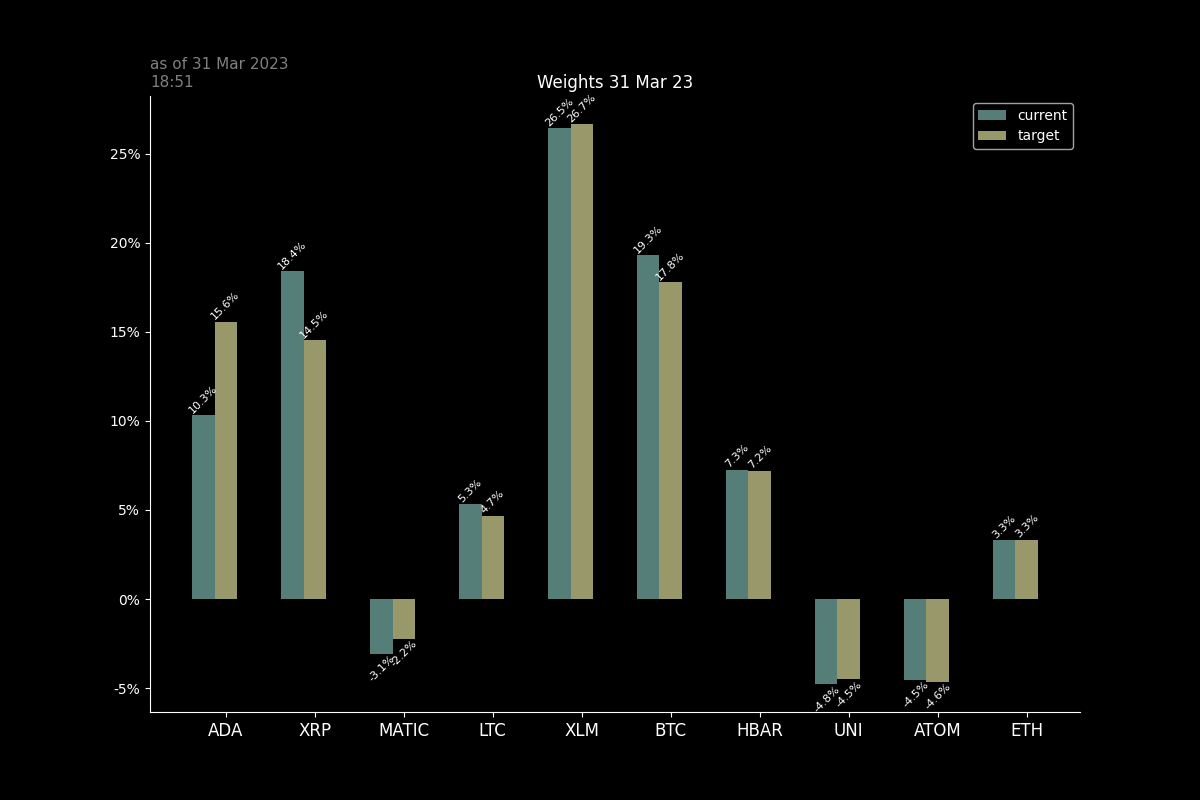 as of 31 Mar 2023
18:51
Weights 31 Mar 23
current
target
25%
20%
15%
10%
5%
0%
-5%
10.3%
15.6%
18.4%
14.5%
-3.1%
-2.2%
5.3%
4.7%
26.5%
26.7%
19.3%
17.8%
7.3%
7.2%
-4.8%
-4.5%
-4.5%
-4.6%
3.3%
3.3%
ADA
XRP
MATIC
LTC
XLM
BTC
HBAR
UNI
ATOM
ETH